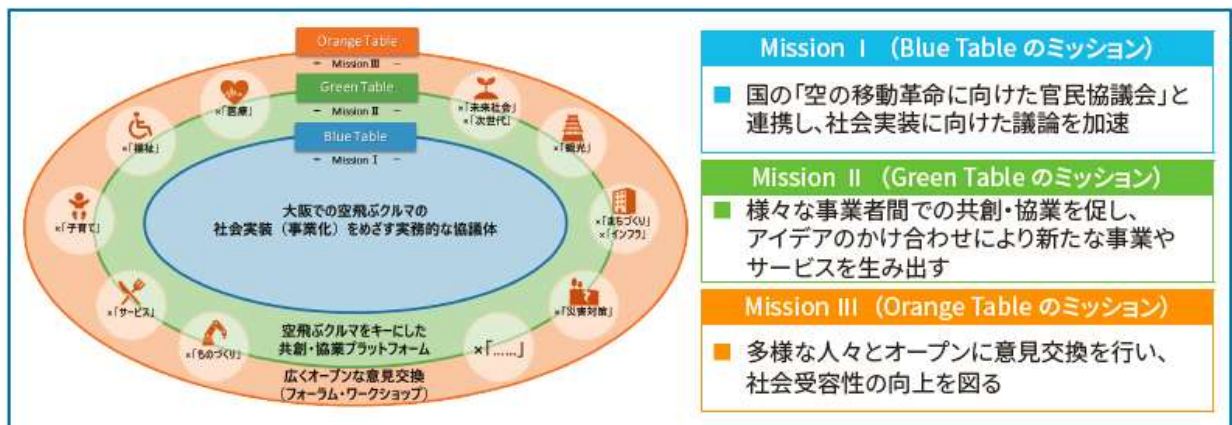 Orange Table
Mission Ⅲ
Green Table
Mission Ⅱ
Blue Table
Mission Ⅰ
×「医療」
×「未来社会」
×「次世代」
×「福祉」
×「観光」
×「子育て」
×「まちづくり」
×「インフラ」
×「サービス」
×「災害対策」
×「ものづくり」
×「……」
大阪での空飛ぶクルマの
社会実装（事業化）をめざす実務的な協議体
空飛ぶクルマをキーにした
共創・協業プラットフォーム
広くオープンな意見交換
（フォーラム・ワークショップ）
Mission Ⅰ （Blue Table のミッション）
■ 国の「空の移動革命に向けた官民協議会」と
連携し、社会実装に向けた議論を加速
Mission Ⅱ （Green Table のミッション）
■ 様々な事業者間での共創・協業を促し、
アイデアのかけ合わせにより新たな事業や
サービスを生み出す
Mission Ⅲ （Orange Table のミッション）
■ 多様な人々とオープンに意見交換を行い、
社会受容性の向上を図る